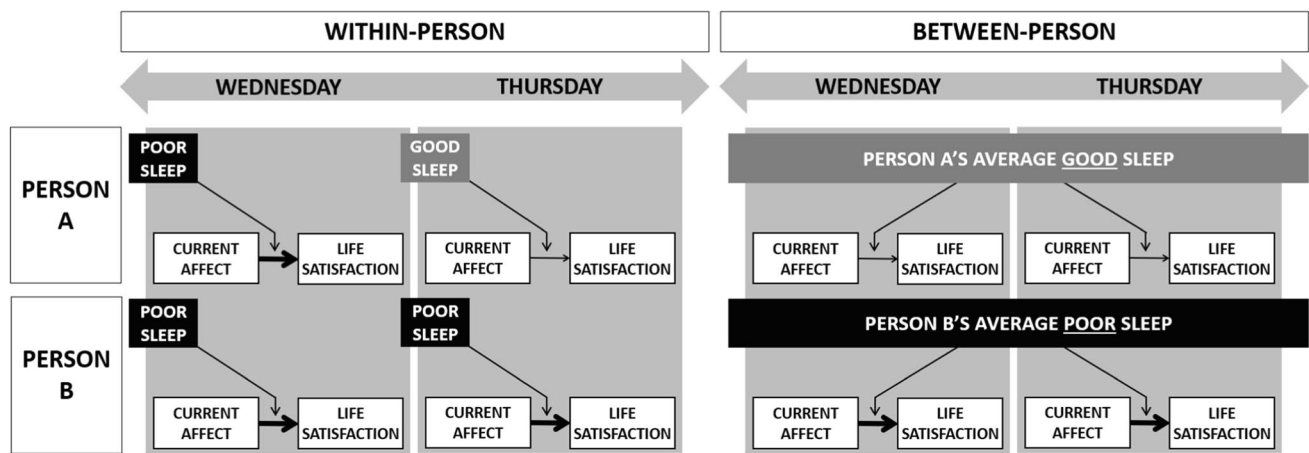 WITHIN-PERSON
BETWEEN-PERSON
WEDNESDAY
THURSDAY
WEDNESDAY
THURSDAY
PERSON
A
POOR
SLEEP
GOOD
SLEEP
PERSON A'S AVERAGE GOOD SLEEP
CURRENT
AFFECT
LIFE
SATISFACTION
CURRENT
AFFECT
LIFE
SATISFACTION
CURRENT
AFFECT
LIFE
SATISFACTION
CURRENT
AFFECT
LIFE
SATISFACTION
PERSON
B
POOR
SLEEP
POOR
SLEEP
PERSON B'S AVERAGE POOR SLEEP
CURRENT
AFFECT
LIFE
SATISFACTION
CURRENT
AFFECT
LIFE
SATISFACTION
CURRENT
AFFECT
LIFE
SATISFACTION
CURRENT
AFFECT
LIFE
SATISFACTION